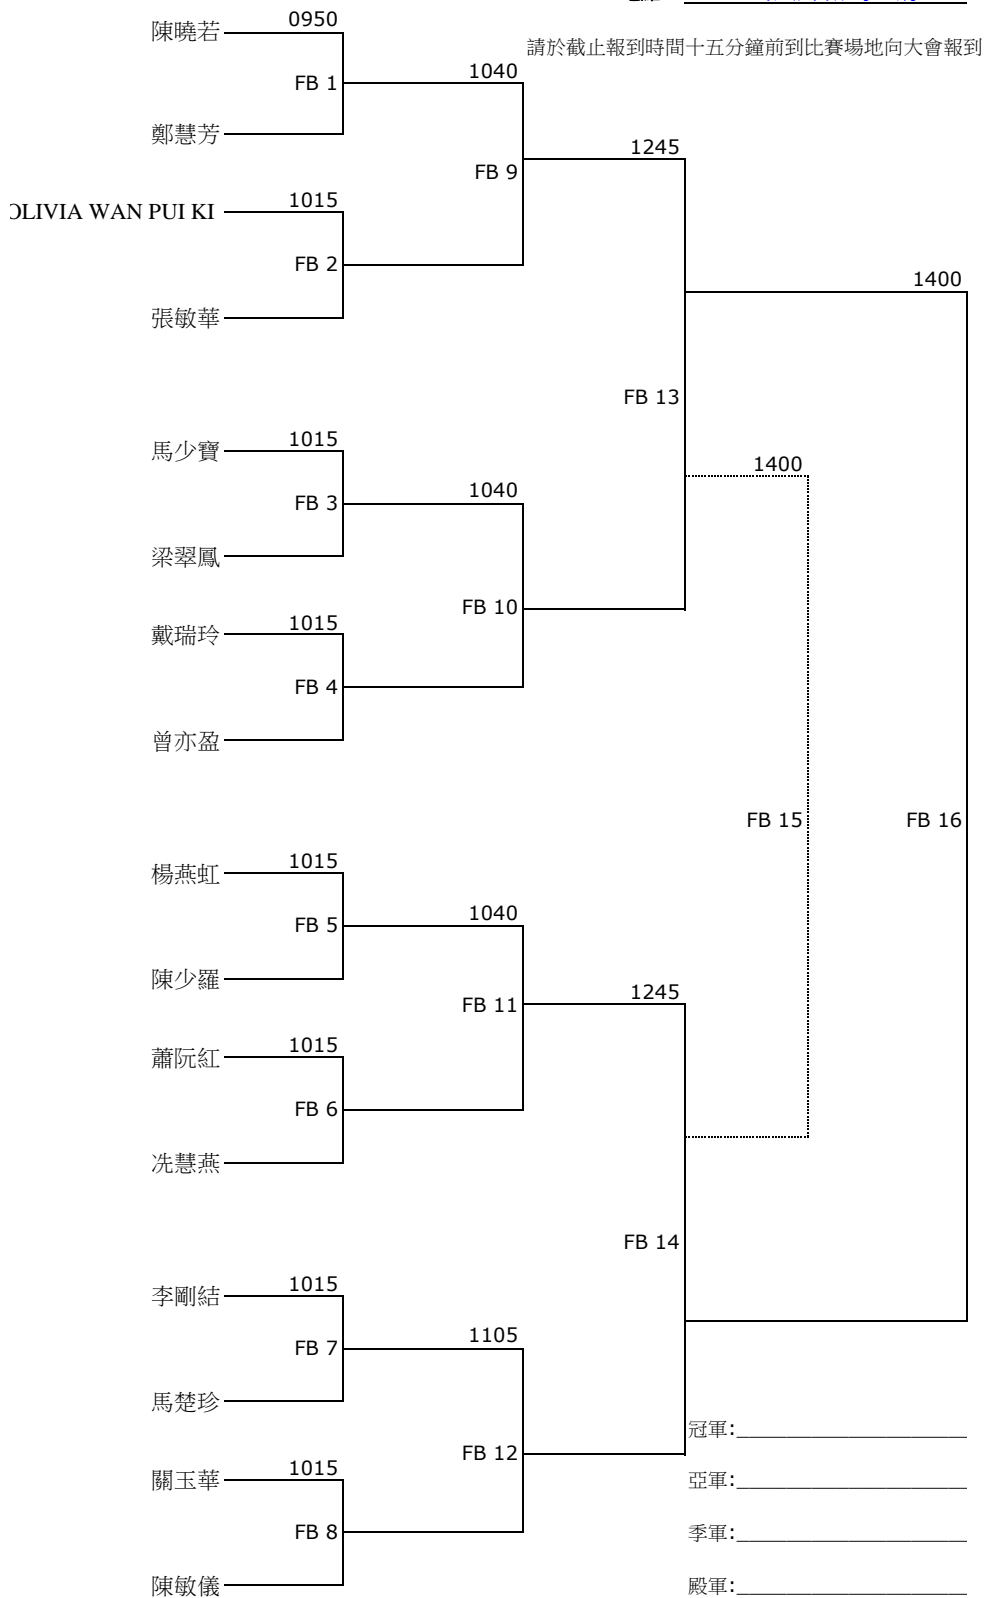 0950
陳曉若
請於截止報到時間十五分鐘前到比賽場地向大會報到
FB 1
1040
鄭慧芳
1245
FB 9
1015
OLIVIA WAN PUI KI
FB 2
1400
張敏華
FB 13
1015
馬少寶
1400
FB 3
1040
梁翠鳳
FB 10
1015
戴瑞玲
FB 4
曾亦盈
FB 15
FB 16
1015
楊燕虹
FB 5
1040
陳少羅
1245
FB 11
1015
蕭阮紅
FB 6
冼慧燕
FB 14
1015
李剛結
FB 7
1105
馬楚珍
冠軍:
FB 12
1015
關玉華
亞軍:
FB 8
季軍:
陳敏儀
殿軍: